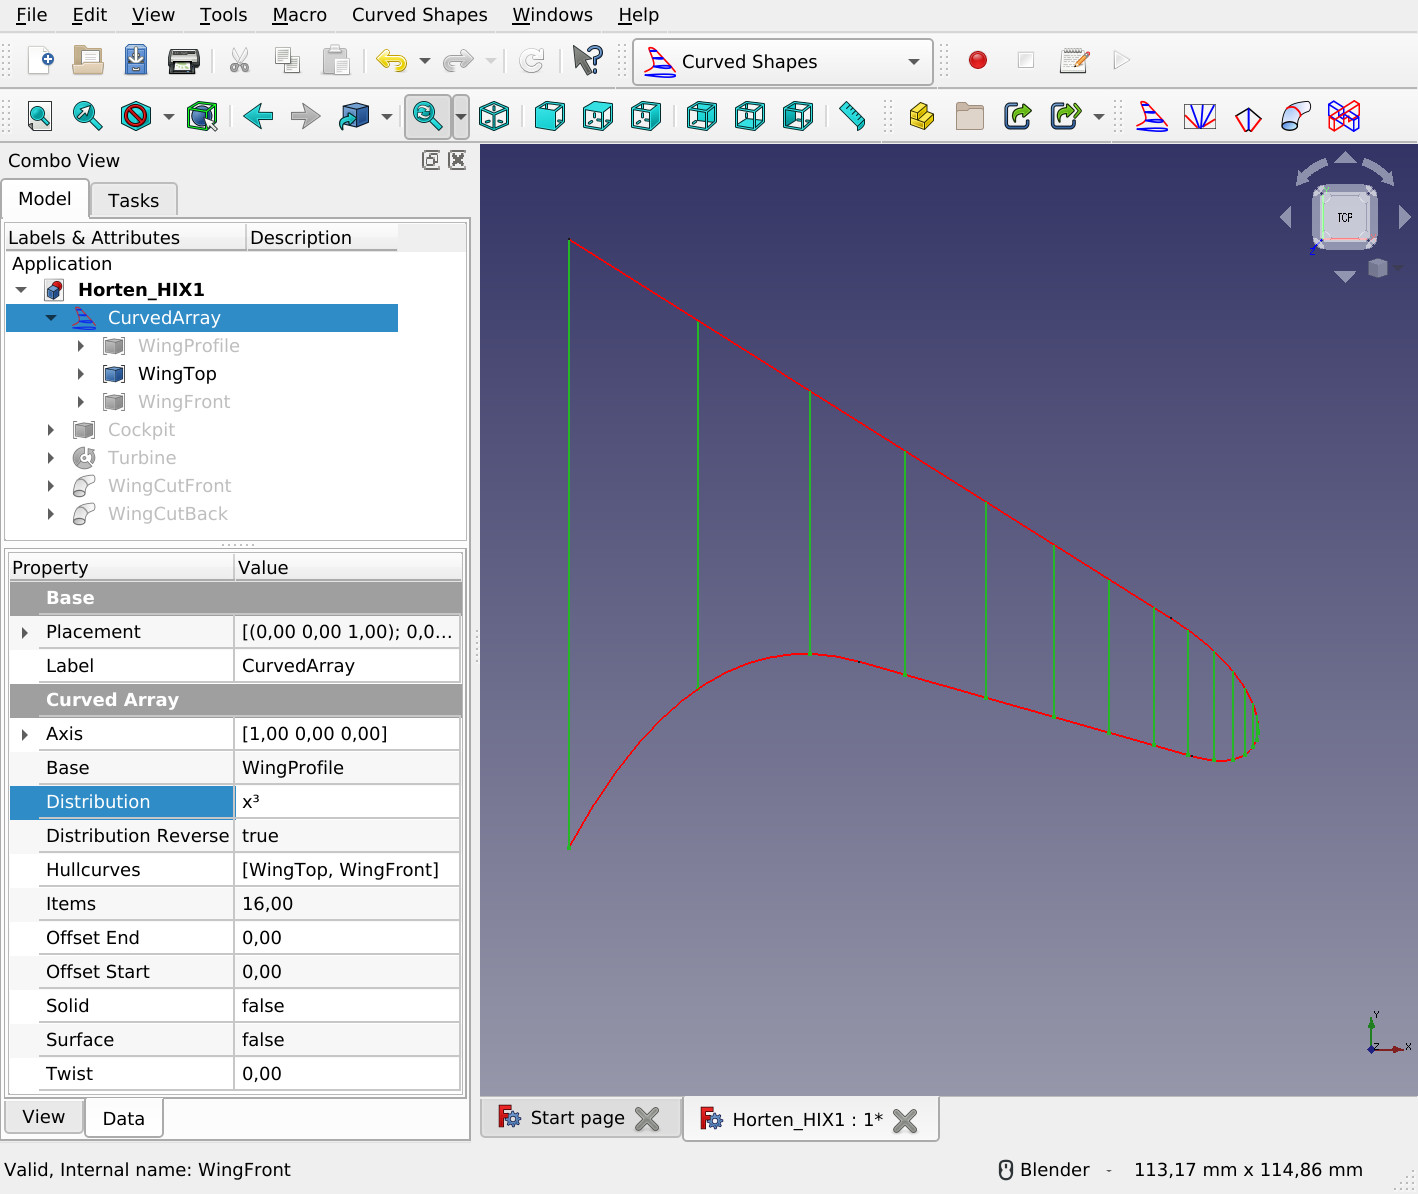 File Edit View Tools Macro Curved Shapes Windows Help
Curved Shapes
Combo View
Model Tasks
Labels & Attributes Description
Application
Horten_HIX1
CurvedArray
WingProfile
WingTop
WingFront
Cockpit
Turbine
WingCutFront
WingCutBack
Property Value
Base
Placement [(0,00 0,00 1,00); 0,0...
Label CurvedArray
Curved Array
Axis [1,00 0,00 0,00]
Base WingProfile
Distribution x³
Distribution Reverse true
Hullcurves [WingTop, WingFront]
Items 16,00
Offset End 0,00
Offset Start 0,00
Solid false
Surface false
Twist 0,00
View Data
TOP
Z
Y
Z X
Start page Horten_HIX1 : 1*
Valid, Internal name: WingFront Blender - 113,17 mm x 114,86 mm